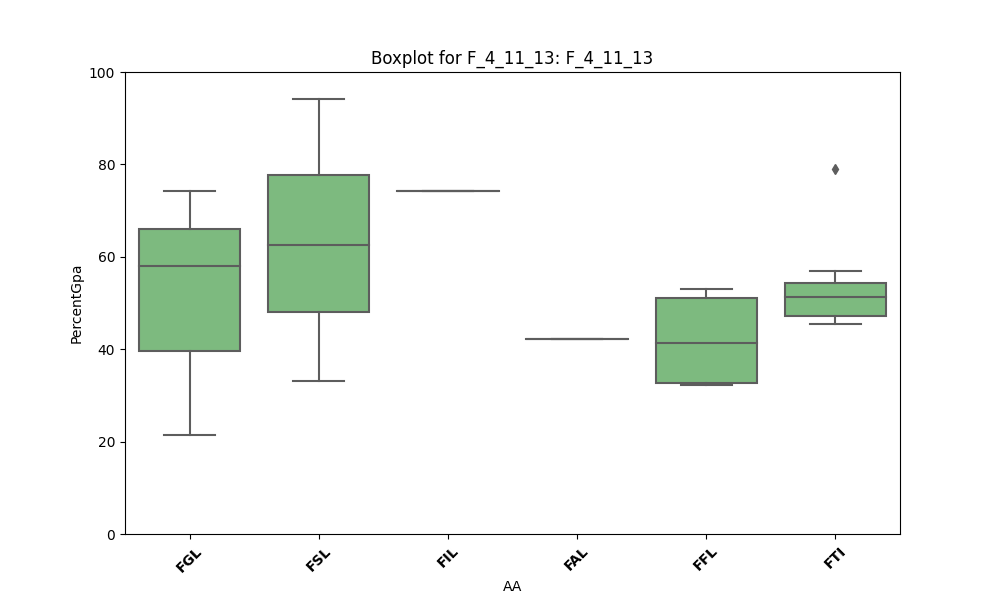 Boxplot for F_4_11_13: F_4_11_13
100
80
60
40
20
0
PercentGpa
FGL
FSL
FIL
FAL
FFL
FTI
AA